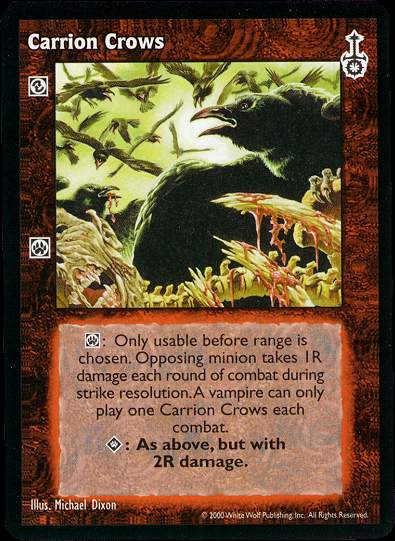 Carrion Crows
: Only usable before range is
chosen. Opposing minion takes 1R
damage each round of combat during
strike resolution. A vampire can only
play one Carrion Crows each
combat.
: As above, but with
2R damage.
Illus. Michael Dixon
© 2000 White Wolf Publishing, Inc. All Rights Reserved.